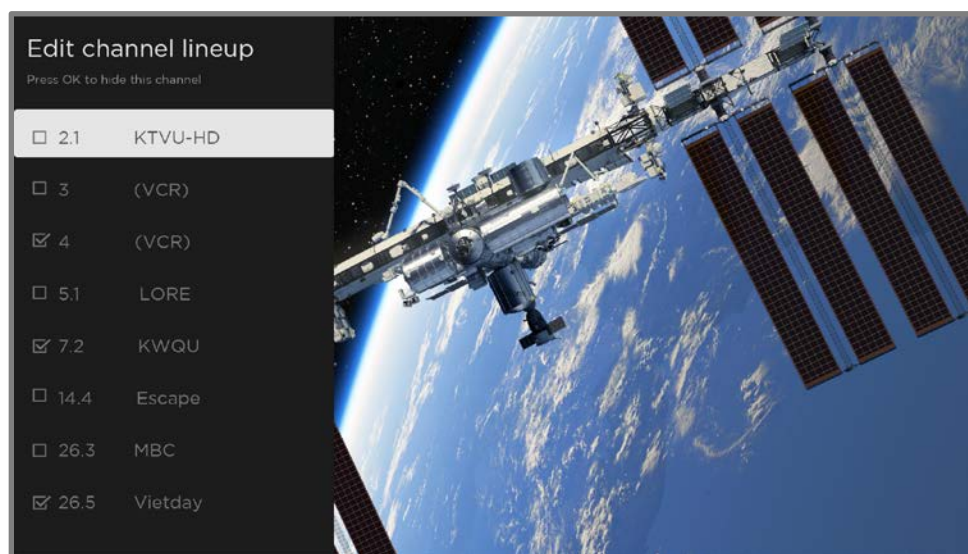 Edit channel lineup
Press OK to hide this channel
2.1 KTVU-HD
3 (VCR)
4 (VCR)
5.1 LORE
7.2 KWQU
14.4 Escape
26.3 MBC
26.5 Vietday